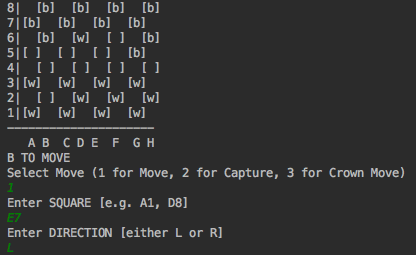 8|  [b]  [b]  [b]  [b]
7|[b]  [b]  [b]  [b]
6|  [b]  [w]  [ ]  [b]
5|[ ]  [ ]  [ ]  [b]
4|  [ ]  [ ]  [ ]  [ ]
3|[w]  [w]  [w]  [w]
2|  [ ]  [w]  [w]  [w]
1|[w]  [w]  [w]  [w]
_____________________
   A B  C D E  F  G H
B TO MOVE
Select Move (1 for Move, 2 for Capture, 3 for Crown Move)
1
Enter SQUARE [e.g. A1, D8]
E7
Enter DIRECTION [either L or R]
L